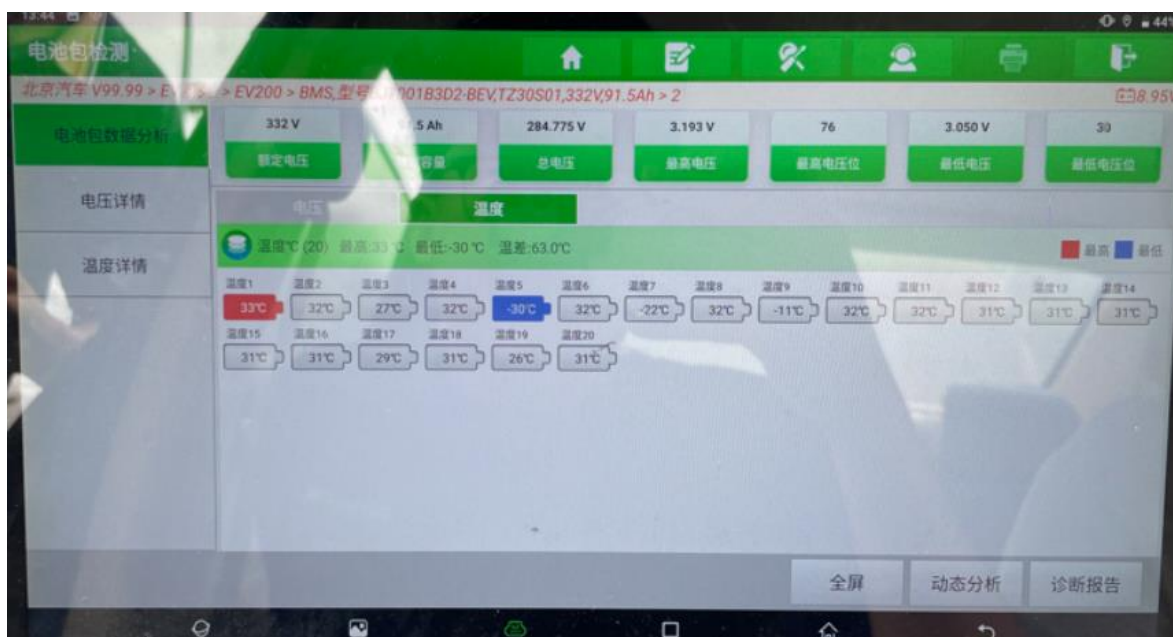 13:44
44%
电池包检测
北京汽车 V99.99 > > EV200 > BMS,型号 001B3D2-BEV,TZ30S01,332V,91.5Ah > 2
8.95V
电池包数据分析
电压详情
温度详情
332 V
.5 Ah
284.775 V
3.193 V
76
3.050 V
30
额定电压
容量
总电压
最高电压
最高电压位
最低电压
最低电压位
电压
温度
温度℃ (20) 最高:33 ℃ 最低:-30 ℃ 温差:63.0℃
最高
最低
温度1 温度2 温度3 温度4 温度5 温度6 温度7 温度8 温度9 温度10 温度11 温度12 温度13 温度14
33℃ 32℃ 27℃ 32℃ -30℃ 32℃ -22℃ 32℃ -11℃ 32℃ 32℃ 31℃ 31℃ 31℃
温度15 温度16 温度17 温度18 温度19 温度20
31℃ 31℃ 29℃ 31℃ 26℃ 31℃
全屏
动态分析
诊断报告